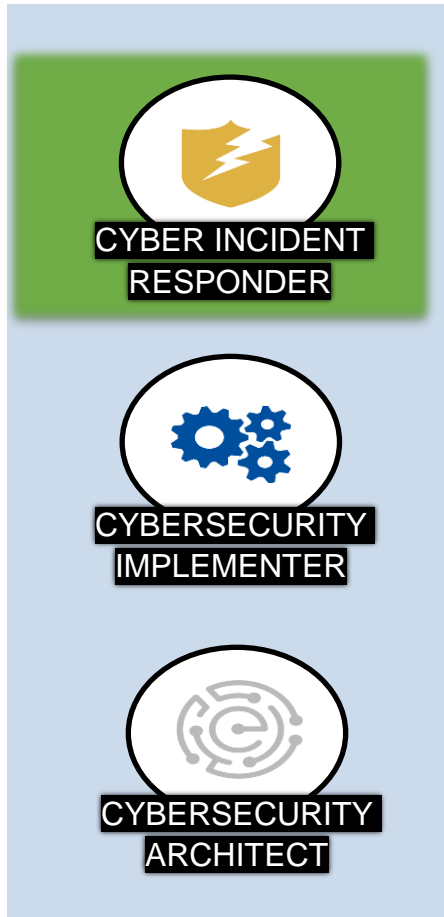 CYBER INCIDENT
RESPONDER
CYBERSECURITY
IMPLEMENTER
CYBERSECURITY
ARCHITECT